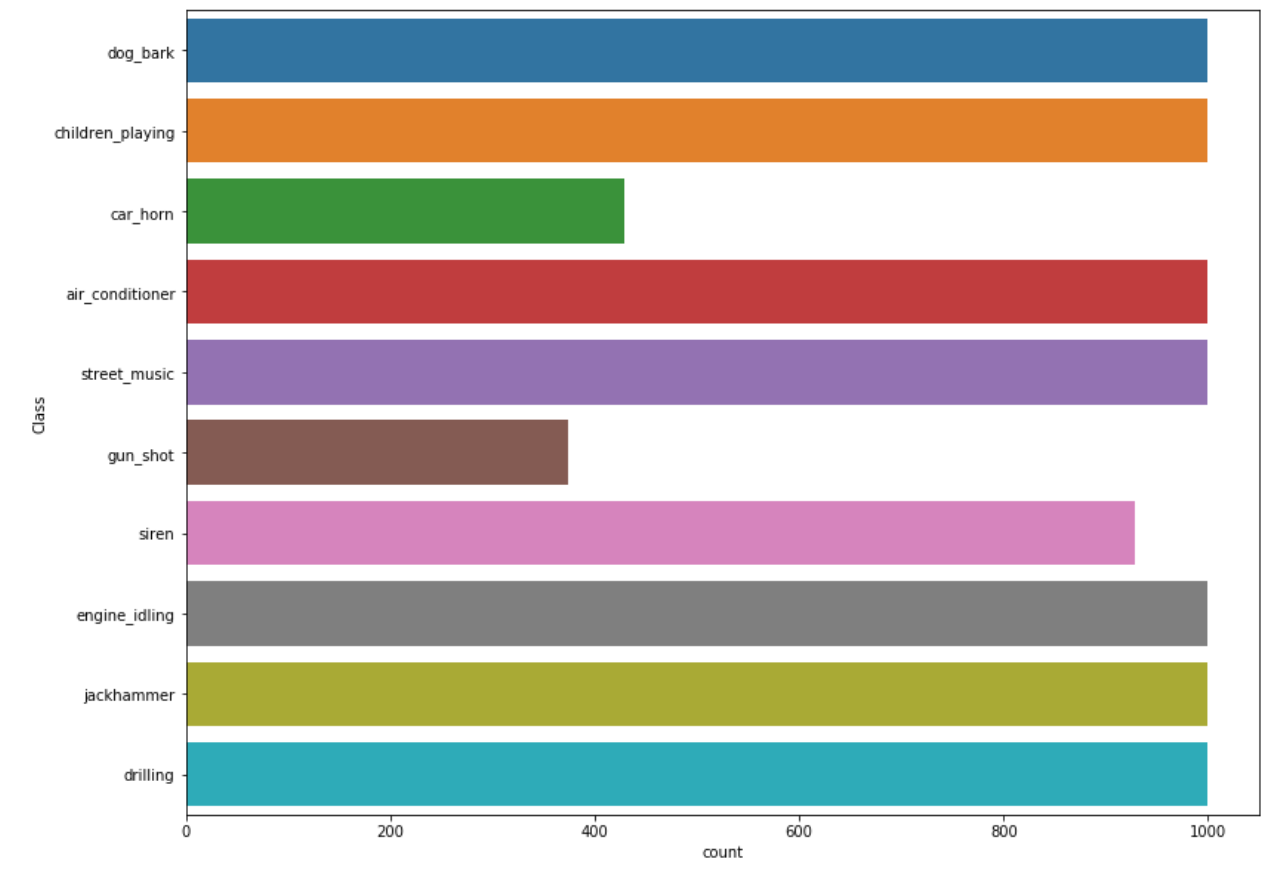 dog_bark
children_playing
car_horn
air_conditioner
street_music
Class
gun_shot
siren
engine_idling
jackhammer
drilling
0 200 400 600 800 1000
count